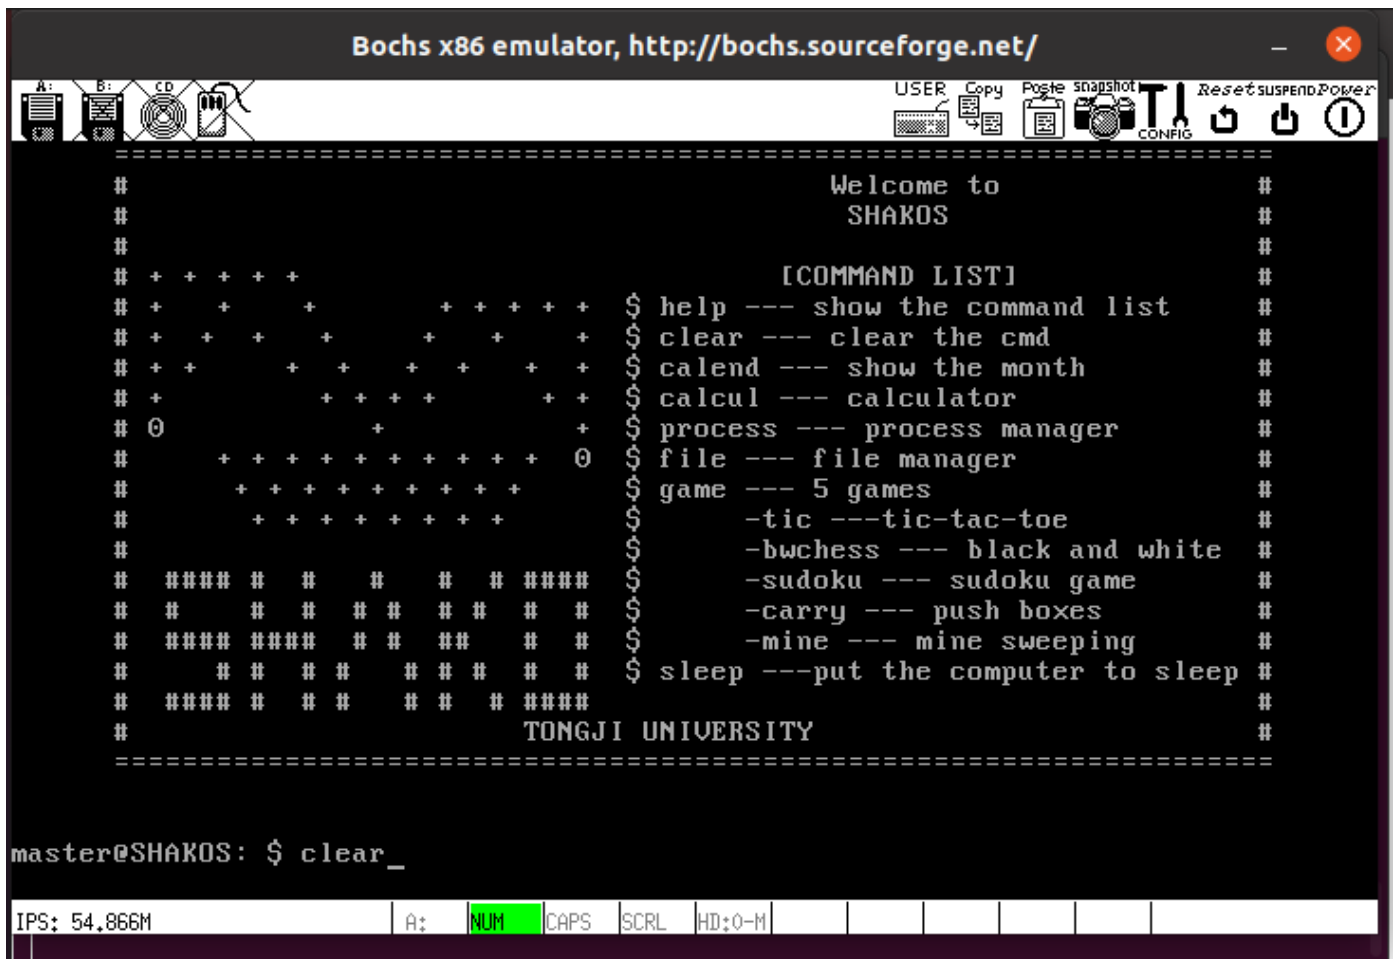 Bochs x86 emulator, http://bochs.sourceforge.net/
A: B: CD USER Copy Paste snapshot CONFIG Reset SUSPEND Power
====================================================================
# Welcome to #
# SHAKOS #
# #
# + + + + + [COMMAND LIST] #
# + + + + + + + + $ help --- show the command list #
# + + + + + + + $ clear --- clear the cmd #
# + + + + + + + + $ calend --- show the month #
# + + + + + + + $ calcul --- calculator #
# 0 + + $ process --- process manager #
# + + + + + + + + + + 0 $ file --- file manager #
# + + + + + + + + + $ game --- 5 games #
# + + + + + + + + $ -tic ---tic-tac-toe #
# $ -bwchess --- black and white #
# #### # # # # # #### $ -sudoku --- sudoku game #
# # # # # # # # # # $ -carry --- push boxes #
# #### #### # # ## # # $ -mine --- mine sweeping #
# # # # # # # # # # $ sleep ---put the computer to sleep #
# #### # # # # # # #### #
# TONGJI UNIVERSITY #
====================================================================
master@SHAKOS: $ clear_
IPS: 54.866M A: NUM CAPS SCRL HD:0-M